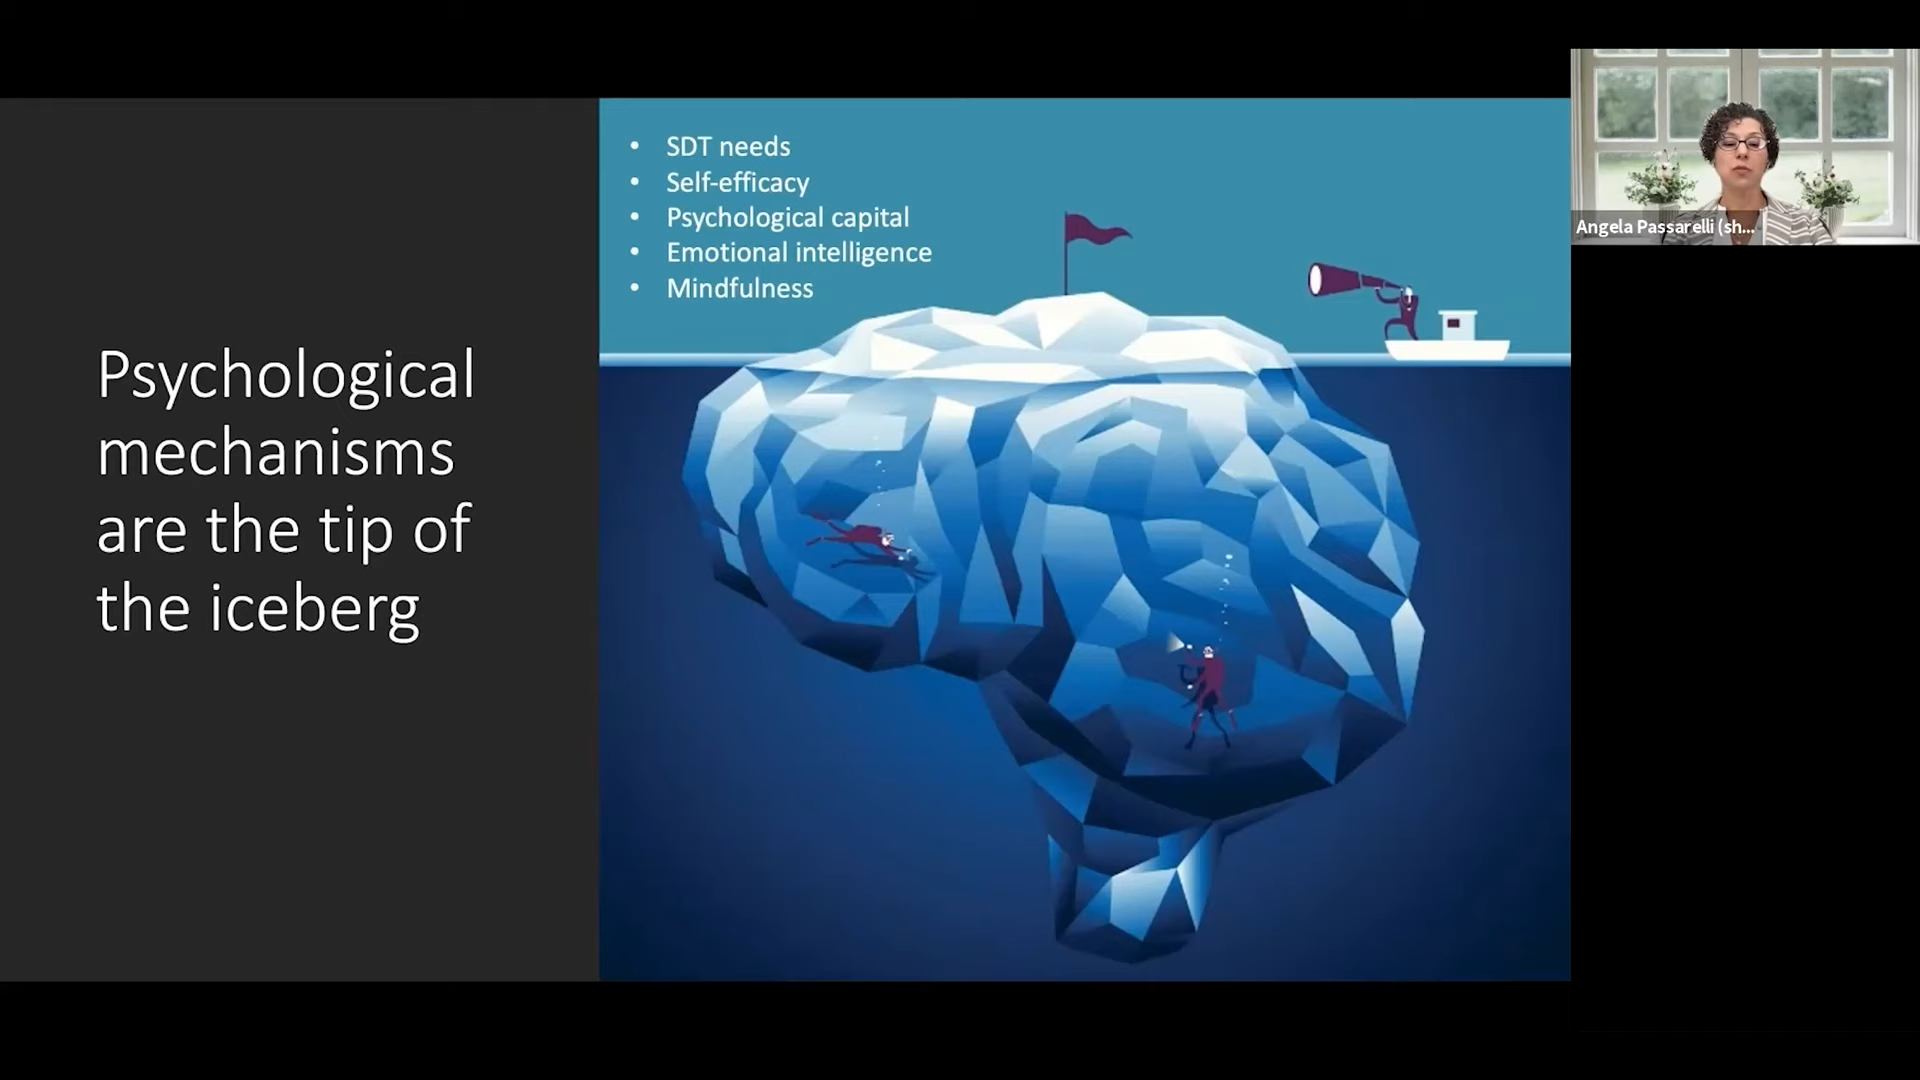 Psychological
mechanisms
are the tip of
the iceberg
• SDT needs
• Self-efficacy
• Psychological capital
• Emotional intelligence
• Mindfulness
Angela Passarelli (sh...